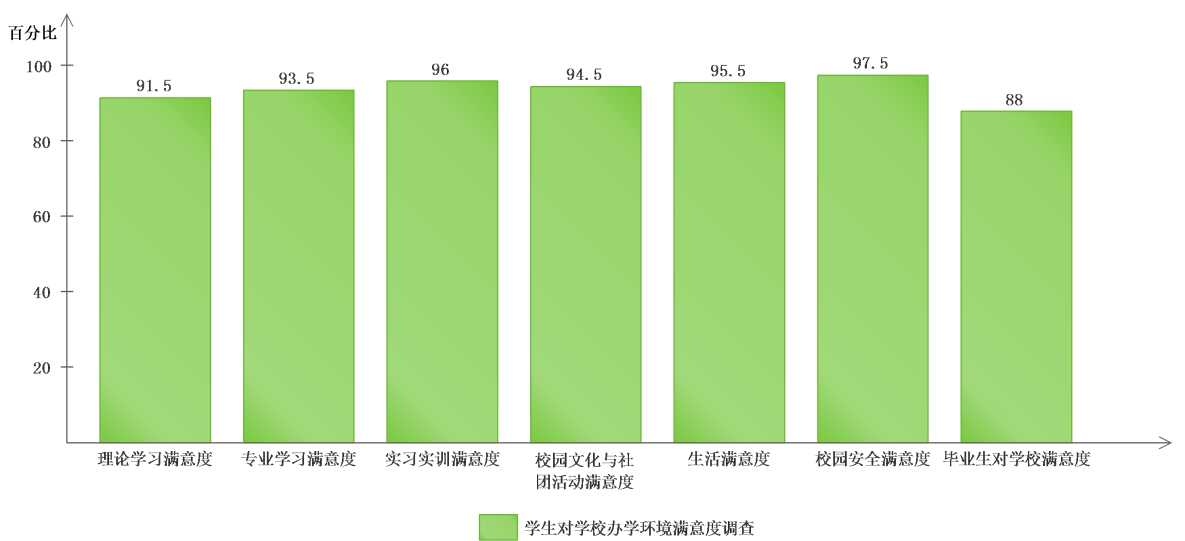 百分比
100
80
60
40
20
91.5
93.5
96
94.5
95.5
97.5
88
理论学习满意度
专业学习满意度
实习实训满意度
校园文化与社
团活动满意度
生活满意度
校园安全满意度
毕业生对学校满意度
学生对学校办学环境满意度调查